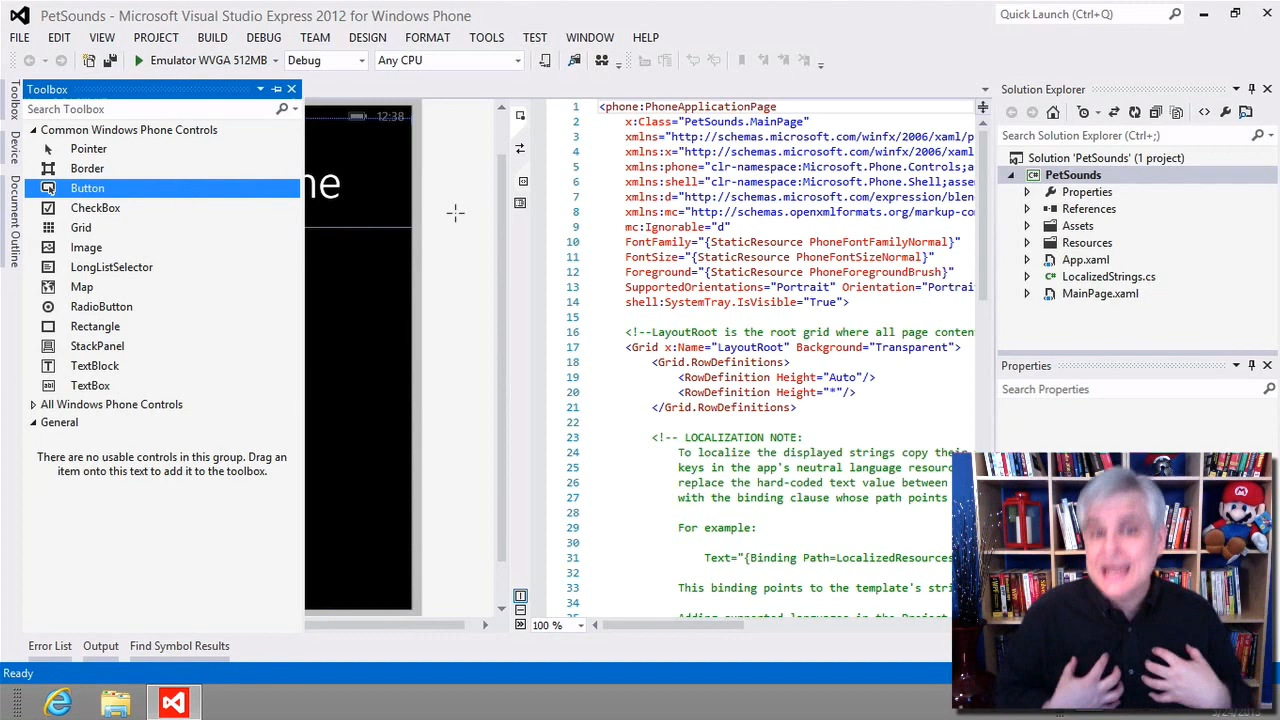 PetSounds - Microsoft Visual Studio Express 2012 for Windows Phone
Quick Launch (Ctrl+Q)
FILE EDIT VIEW PROJECT BUILD DEBUG TEAM DESIGN FORMAT TOOLS TEST WINDOW HELP
Emulator WVGA 512MB Debug Any CPU
Toolbox
Device
Document Outline
Toolbox
Search Toolbox
Common Windows Phone Controls
Pointer
Border
Button
CheckBox
Grid
Image
LongListSelector
Map
RadioButton
Rectangle
StackPanel
TextBlock
TextBox
All Windows Phone Controls
General
There are no usable controls in this group. Drag an
item onto this text to add it to the toolbox.
12:38
ne
1 <phone:PhoneApplicationPage
2 x:Class="PetSounds.MainPage"
3 xmlns="http://schemas.microsoft.com/winfx/2006/xaml/p
4 xmlns:x="http://schemas.microsoft.com/winfx/2006/xaml
5 xmlns:phone="clr-namespace:Microsoft.Phone.Controls;a
6 xmlns:shell="clr-namespace:Microsoft.Phone.Shell;asse
7 xmlns:d="http://schemas.microsoft.com/expression/blen
8 xmlns:mc="http://schemas.openxmlformats.org/markup-co
9 mc:Ignorable="d"
10 FontFamily="{StaticResource PhoneFontFamilyNormal}"
11 FontSize="{StaticResource PhoneFontSizeNormal}"
12 Foreground="{StaticResource PhoneForegroundBrush}"
13 SupportedOrientations="Portrait" Orientation="Portrai
14 shell:SystemTray.IsVisible="True">
15
16 <!--LayoutRoot is the root grid where all page conten
17 <Grid x:Name="LayoutRoot" Background="Transparent">
18 <Grid.RowDefinitions>
19 <RowDefinition Height="Auto"/>
20 <RowDefinition Height="*"/>
21 </Grid.RowDefinitions>
22
23 <!-- LOCALIZATION NOTE:
24 To localize the displayed strings copy their
25 keys in the app's neutral language resourc
26 replace the hard-coded text value between
27 with the binding clause whose path points
28
29 For example:
30
31 Text="{Binding Path=LocalizedResources
32
33 This binding points to the template's stri
34
100 %
Solution Explorer
Search Solution Explorer (Ctrl+;)
Solution 'PetSounds' (1 project)
PetSounds
Properties
References
Assets
Resources
App.xaml
LocalizedStrings.cs
MainPage.xaml
Properties
Search Properties
Error List Output Find Symbol Results
Ready